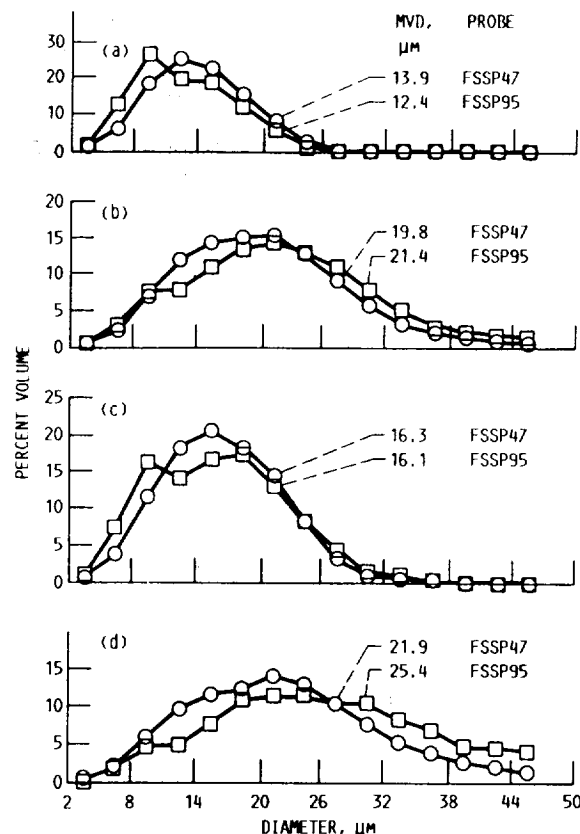 MVD, PROBE
μm
(a)
30
20
10
0
13.9 FSSP47
12.4 FSSP95
(b)
20
15
10
5
0
19.8 FSSP47
21.4 FSSP95
PERCENT VOLUME
(c)
25
20
15
10
5
0
16.3 FSSP47
16.1 FSSP95
(d)
15
10
5
0
21.9 FSSP47
25.4 FSSP95
2 8 14 20 26 32 38 44 50
DIAMETER, μm